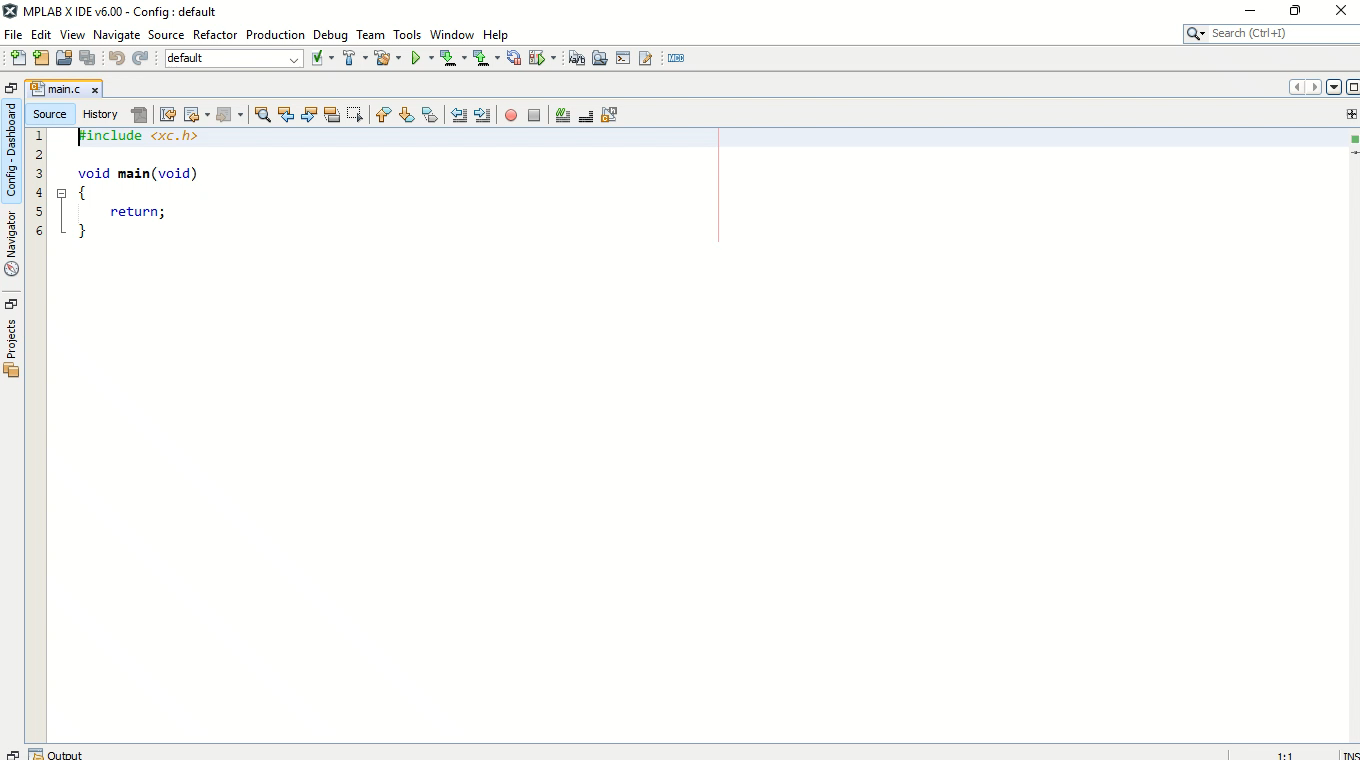 MPLAB X IDE v6.00 - Config : default
File Edit View Navigate Source Refactor Production Debug Team Tools Window Help
Search (Ctrl+I)
default
main.c
Source History
Config - Dashboard
Navigator
Projects
1 #include <xc.h>
2
3 void main(void)
4 {
5 return;
6 }
Output
1:1 INS